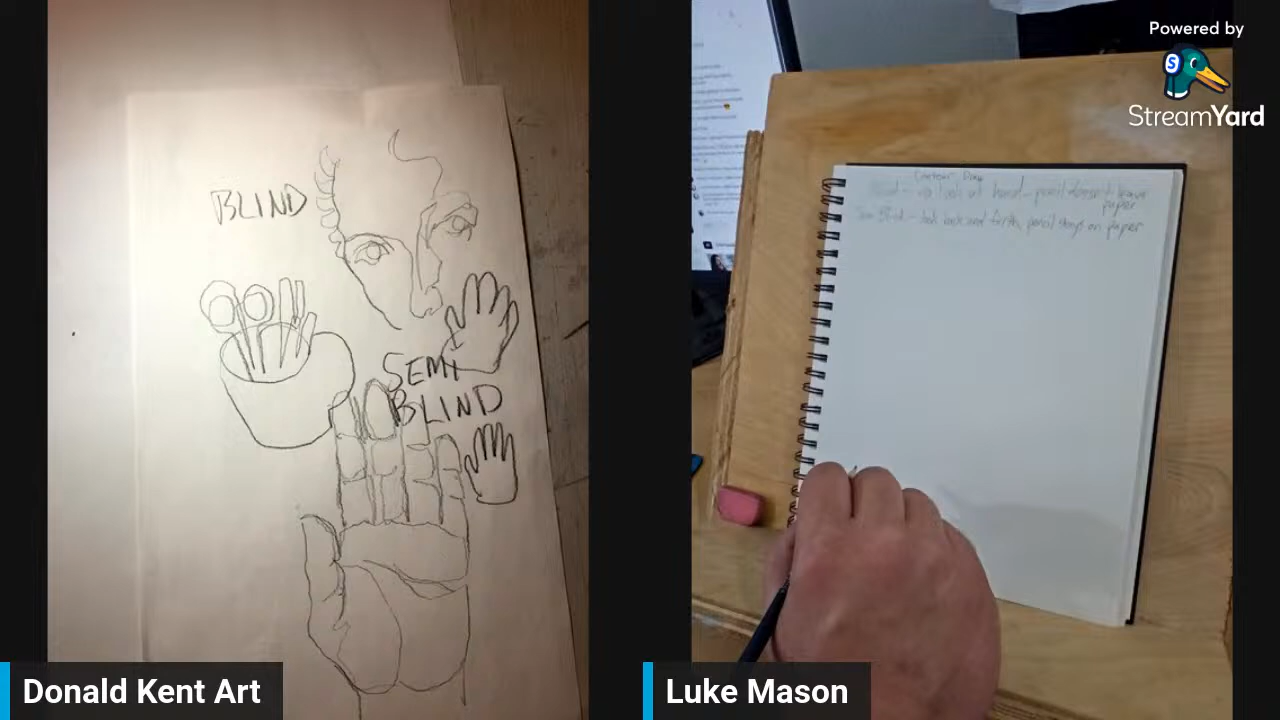 BLIND
SEMI
BLIND
Donald Kent Art
Powered by
StreamYard
Contour Draw
Blind - no look at hand - pencil doesn't leave
paper
Semi Blind - look back and forth, pencil stays on paper
Luke Mason